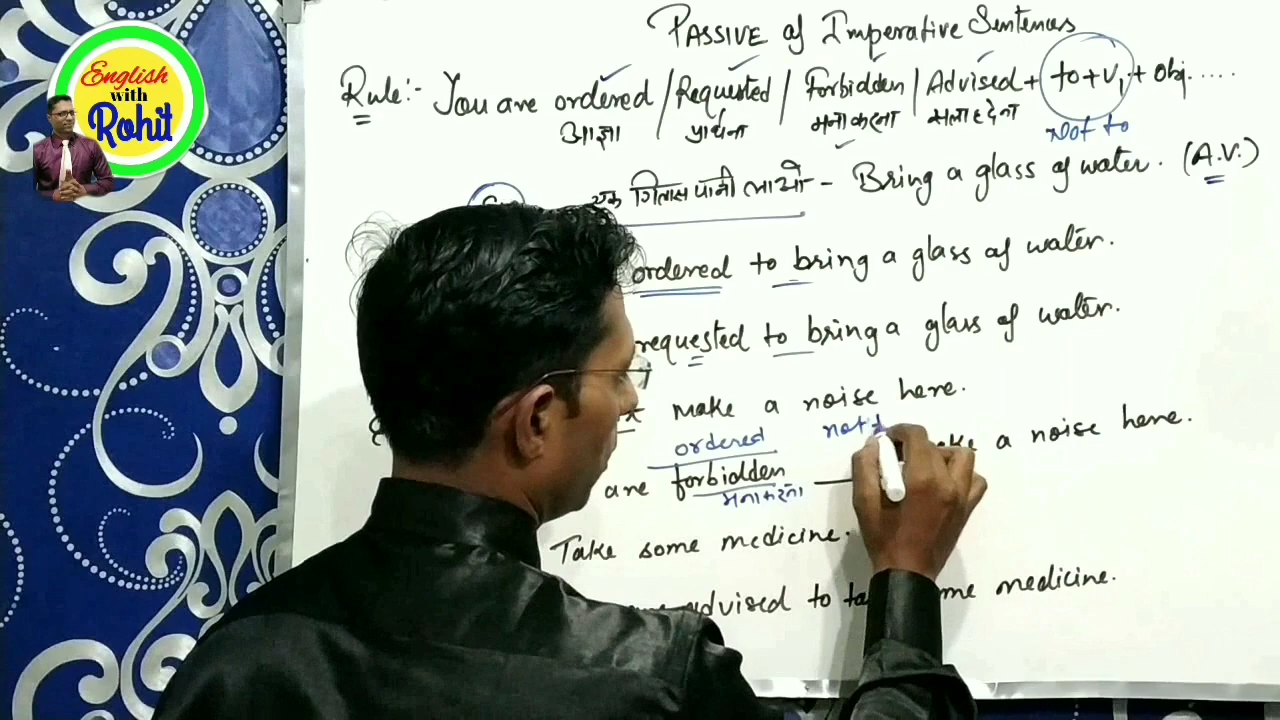 English
with
Rohit
PASSIVE of Imperative Sentences
Rule:- You are ordered / Requested / Forbidden / Advised + to + V1 + Obj.....
आज्ञा प्रार्थना मना करना सलाह देना Not to
एक गिलास पानी लाओ - Bring a glass of water. (A.V.)
ordered to bring a glass of water.
requested to bring a glass of water.
make a noise here.
ordered not t
are forbidden a noise here.
मना करना
Take some medicine.
advised to medicine.